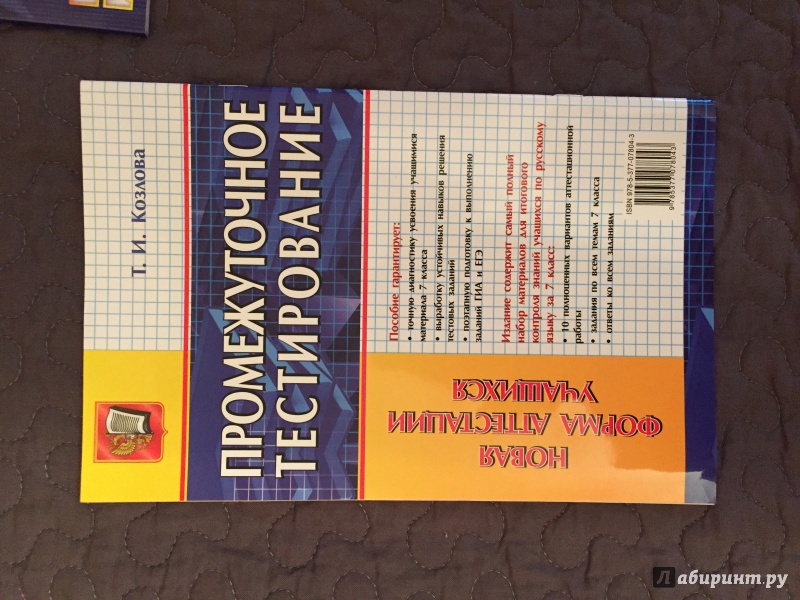 Т. И. Козлова
ПРОМЕЖУТОЧНОЕ
ТЕСТИРОВАНИЕ
НОВАЯ
ФОРМА АТТЕСТАЦИИ
УЧАЩИХСЯ
Пособие гарантирует:
• точную диагностику усвоения учащимися
материала 7 класса
• выработку устойчивых навыков решения
тестовых заданий
• поэтапную подготовку к выполнению
заданий ГИА и ЕГЭ
Издание содержит самый полный
набор материалов для итогового
контроля знаний учащихся по русскому
языку за 7 класс:
• 10 полноценных вариантов аттестационной
работы
• задания по всем темам 7 класса
• ответы ко всем заданиям
ISBN 978-5-377-07804-3
9 785377 078043
Лабиринт.ру